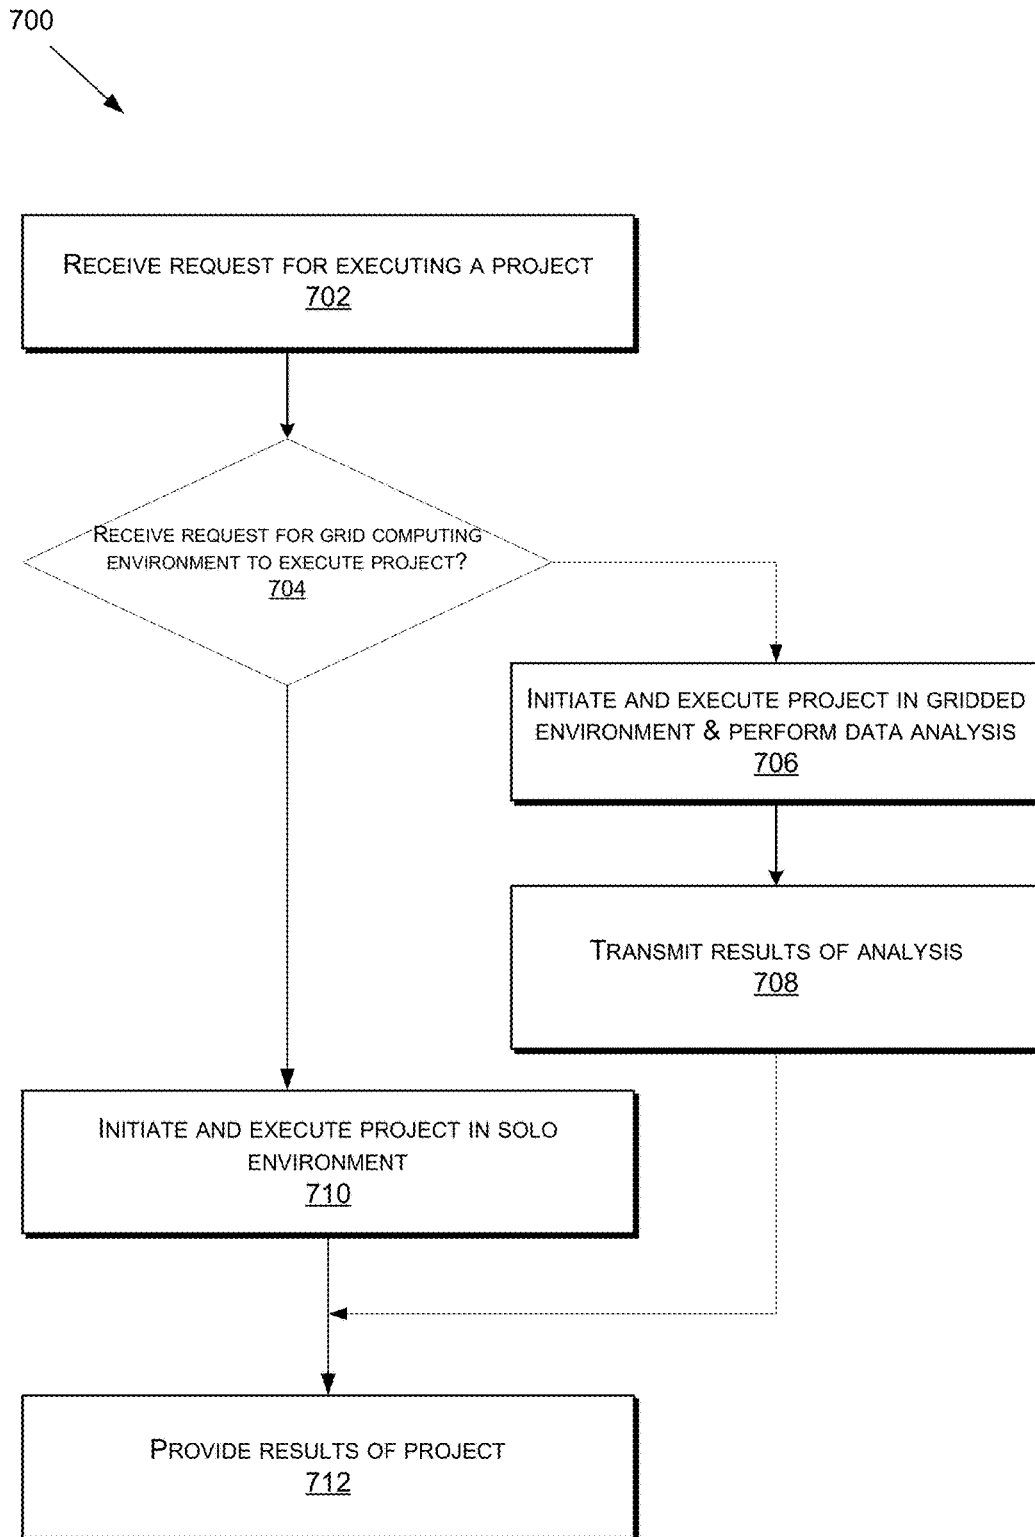 700
RECEIVE REQUEST FOR EXECUTING A PROJECT
702
RECEIVE REQUEST FOR GRID COMPUTING
ENVIRONMENT TO EXECUTE PROJECT?
704
INITIATE AND EXECUTE PROJECT IN GRIDDED
ENVIRONMENT & PERFORM DATA ANALYSIS
706
TRANSMIT RESULTS OF ANALYSIS
708
INITIATE AND EXECUTE PROJECT IN SOLO
ENVIRONMENT
710
PROVIDE RESULTS OF PROJECT
712